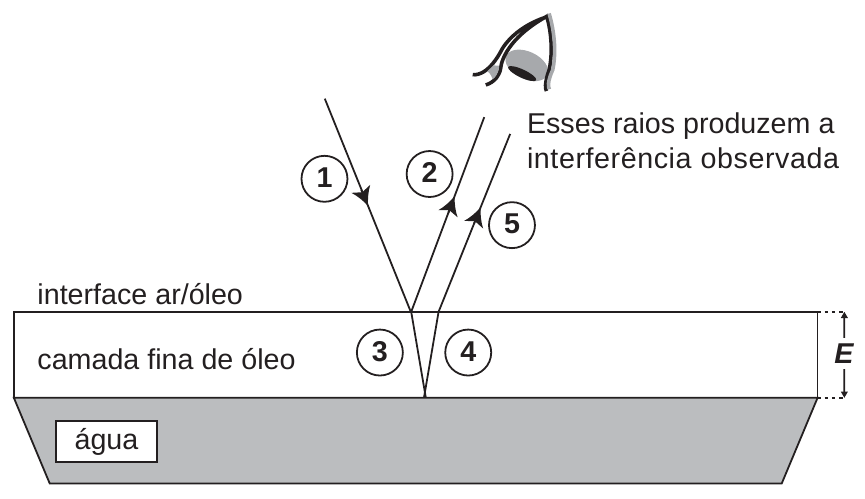 Esses raios produzem a
interferência observada
1
2
5
interface ar/óleo
camada fina de óleo
3
4
E
água